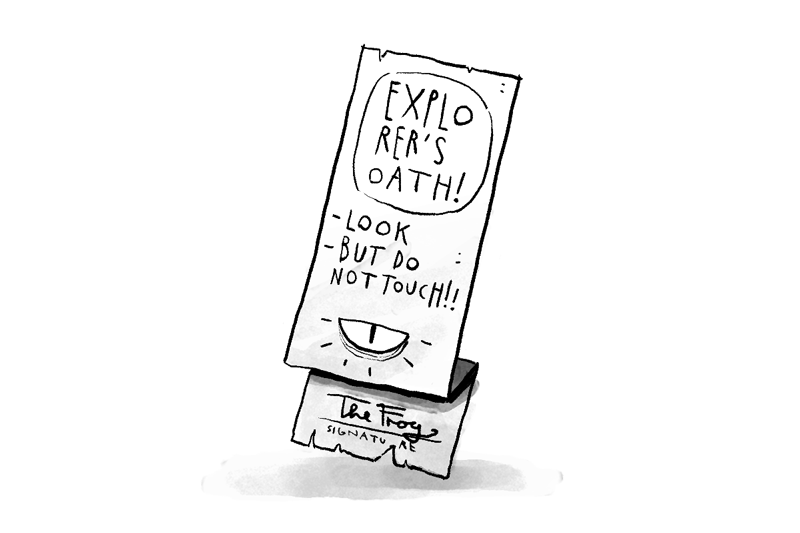 EXPLO
RER'S
OATH!
-LOOK
-BUT DO
NOT TOUCH!!
The Frog
SIGNATURE